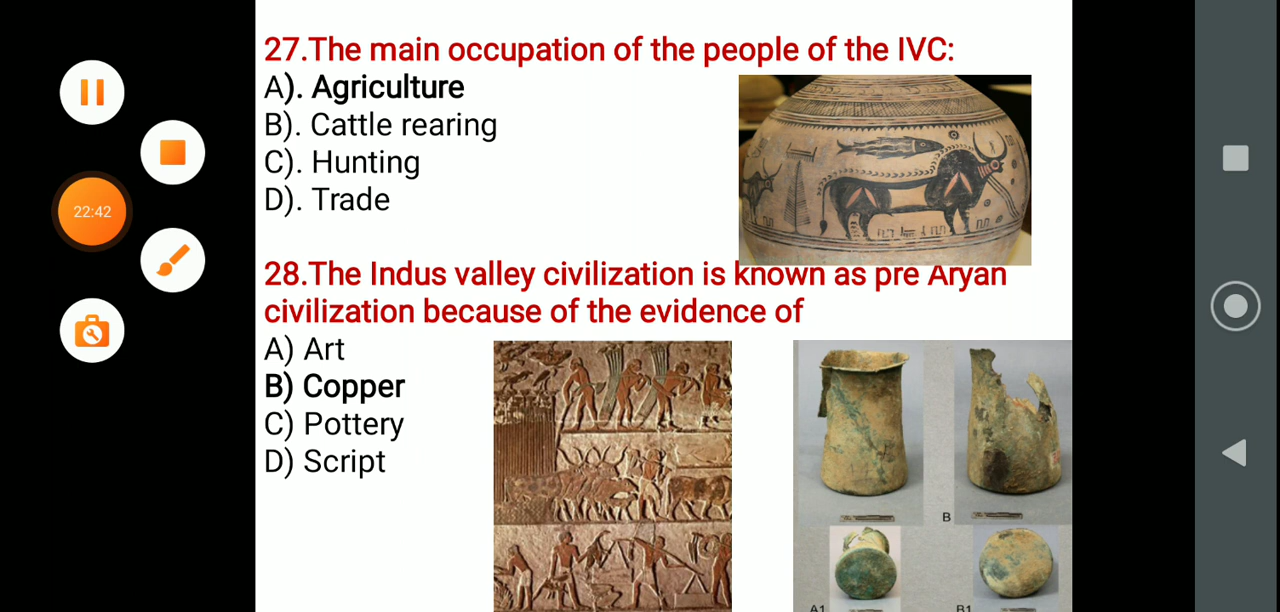 27.The main occupation of the people of the IVC:
A). Agriculture
B). Cattle rearing
C). Hunting
D). Trade
22:42
28.The Indus valley civilization is known as pre Aryan
civilization because of the evidence of
A) Art
B) Copper
C) Pottery
D) Script
B
A1
B1